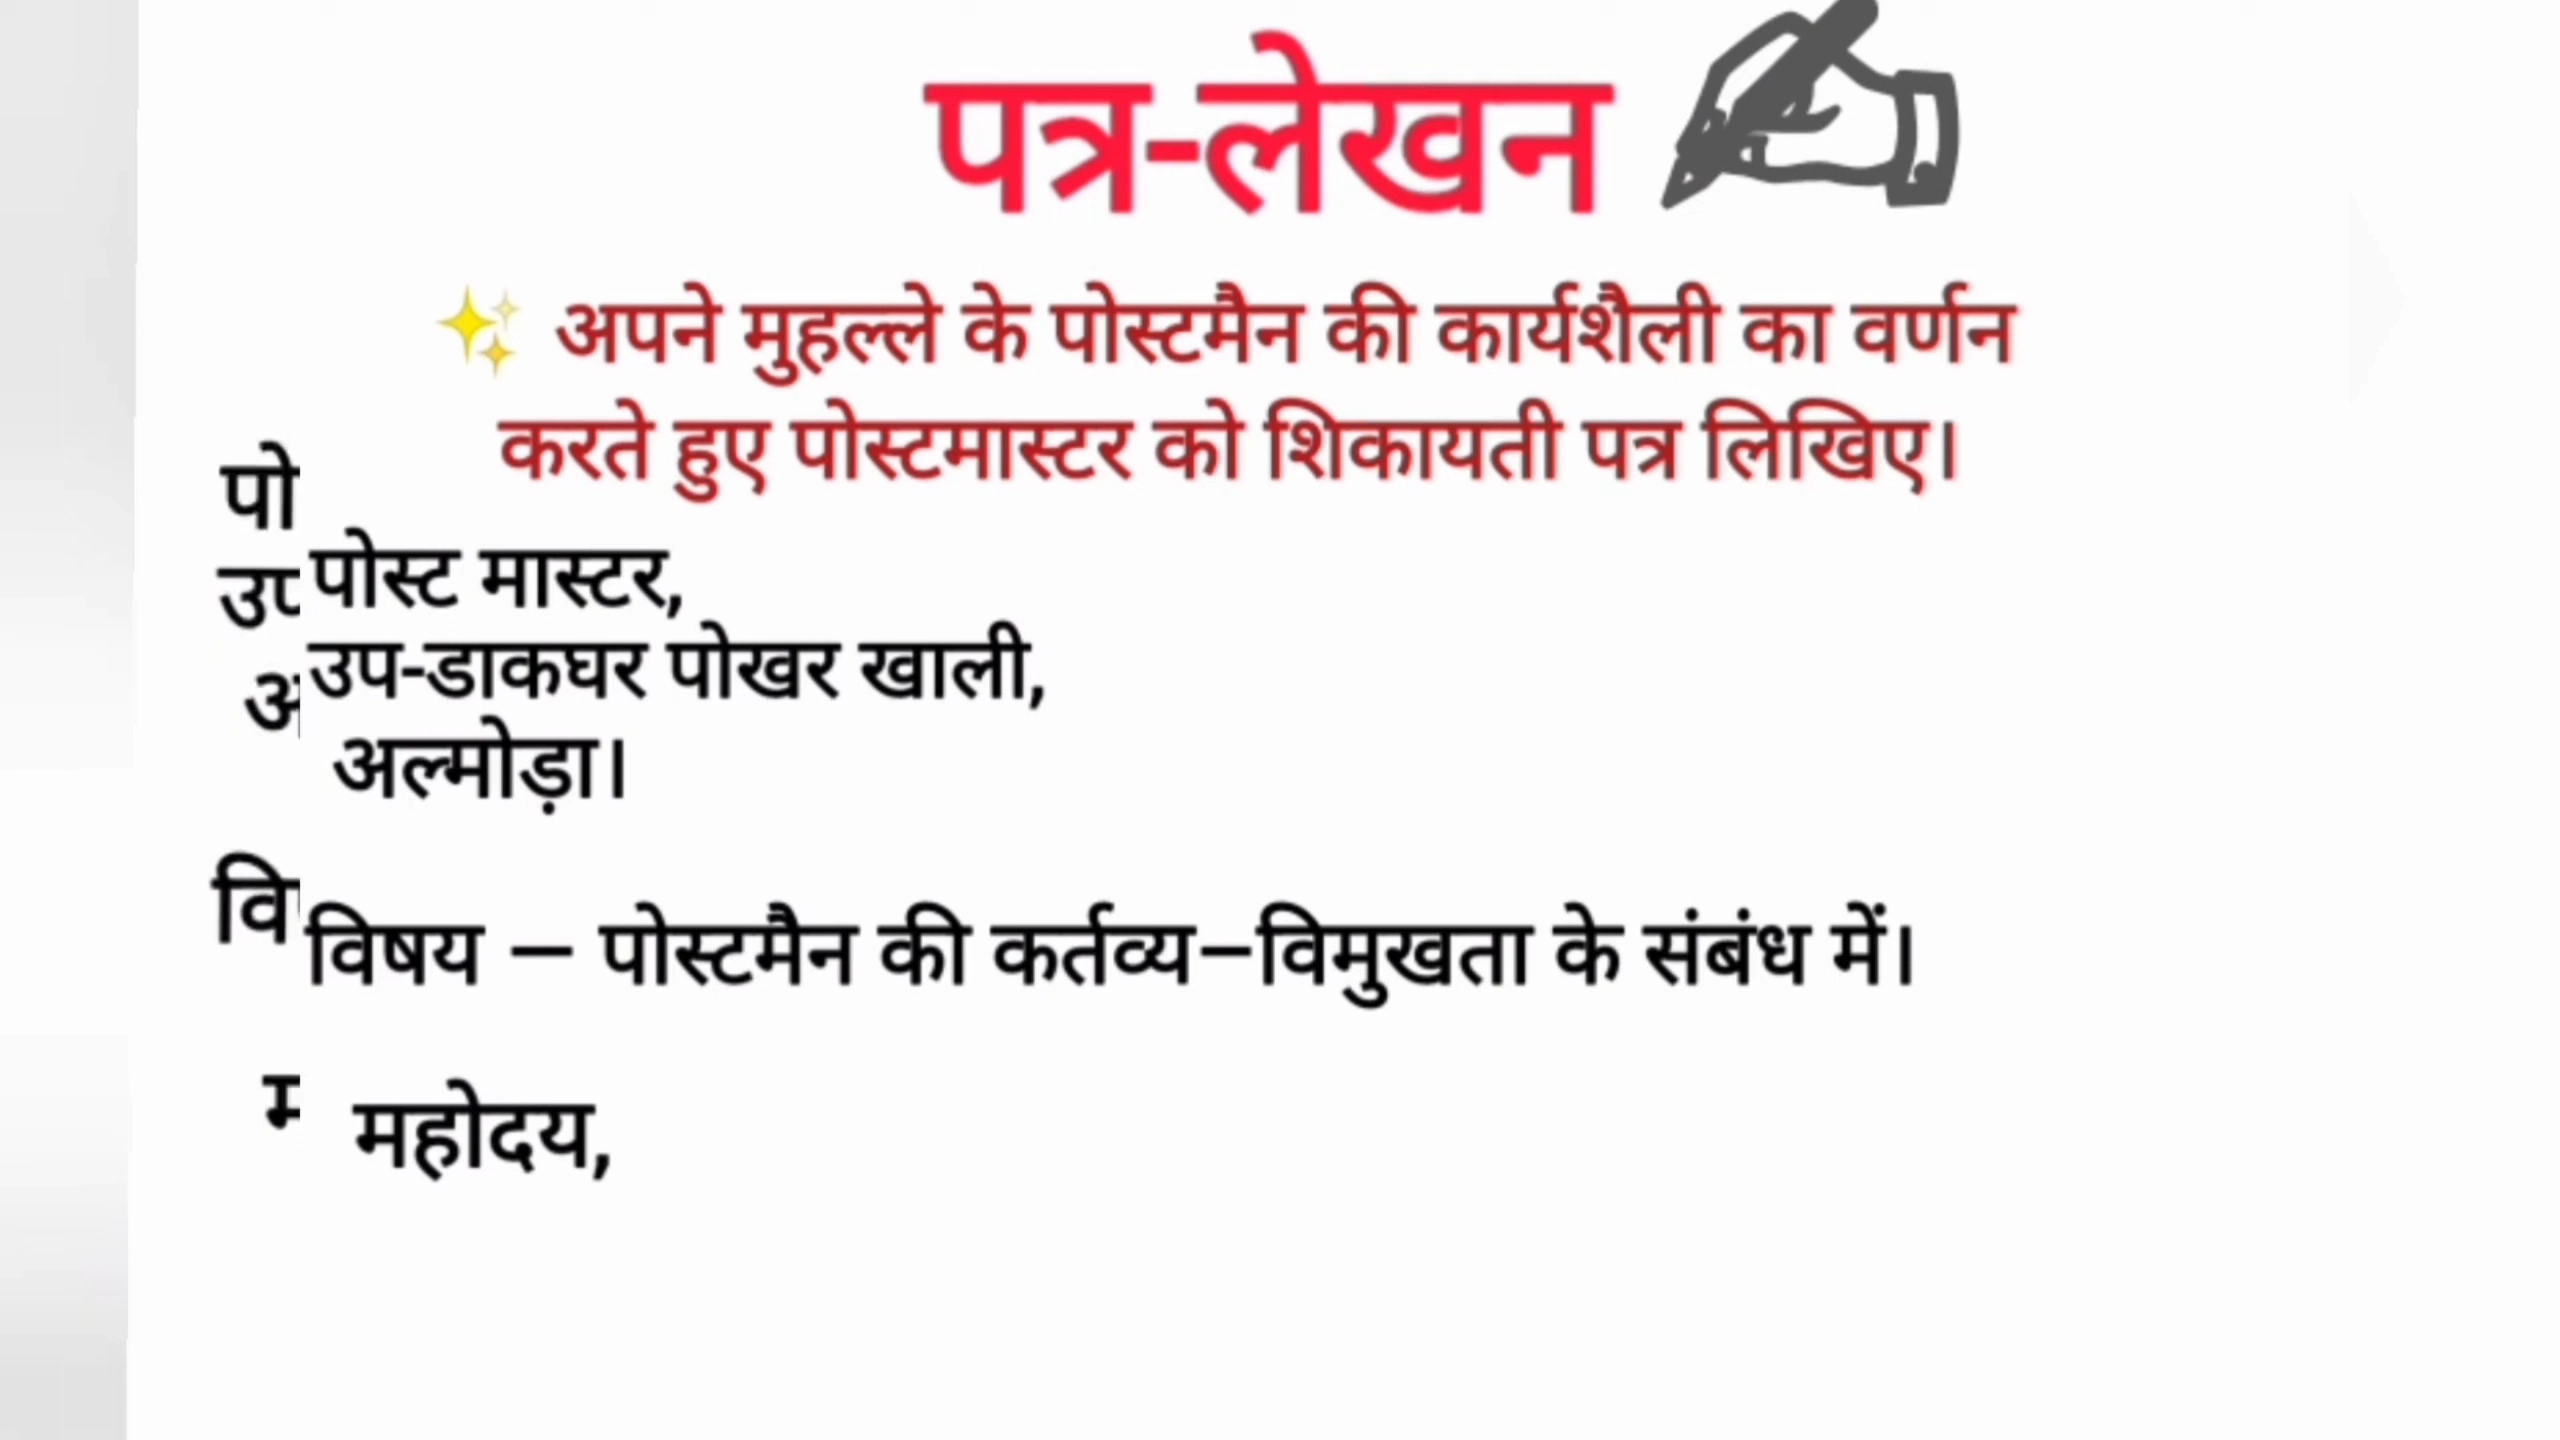 पत्र-लेखन
अपने मुहल्ले के पोस्टमैन की कार्यशैली का वर्णन
करते हुए पोस्टमास्टर को शिकायती पत्र लिखिए।
पोस्ट मास्टर,
उप-डाकघर पोखर खाली,
अल्मोड़ा।
विषय – पोस्टमैन की कर्तव्य–विमुखता के संबंध में।
महोदय,